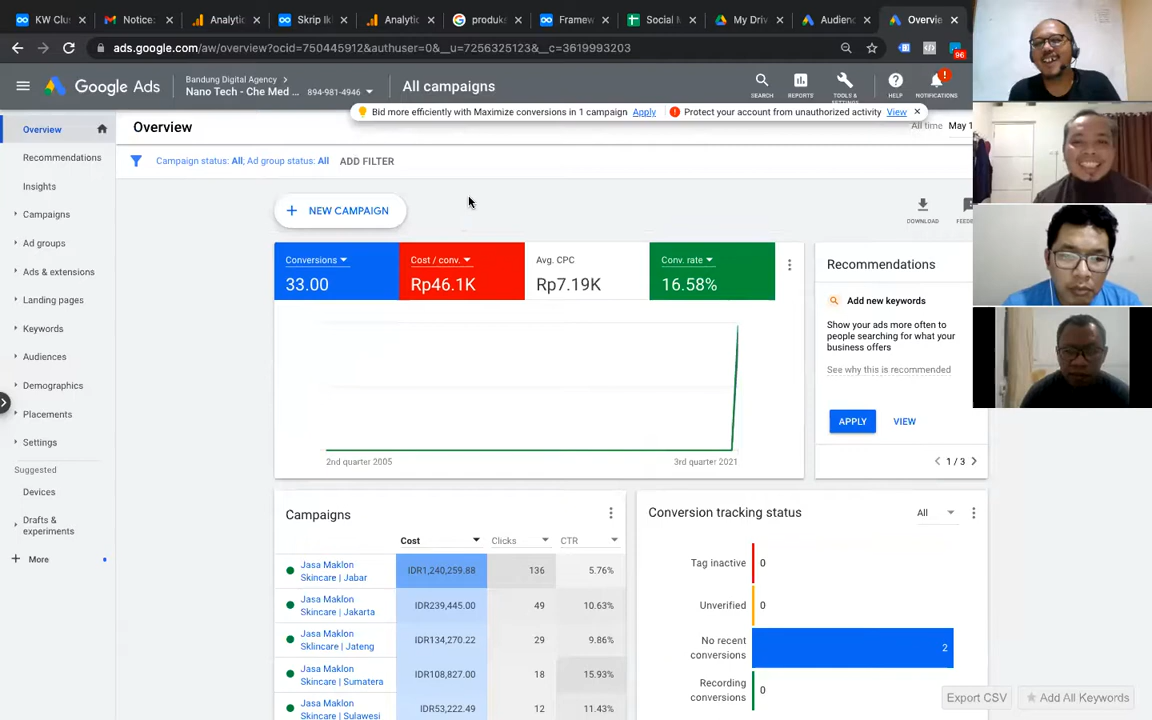 KW Clus
Notice:
Analytic
Skrip Ikl
Analytic
produks
Framew
Social M
My Driv
Audienc
Overvie
ads.google.com/aw/overview?ocid=750445912&authuser=0&__u=7256325123&__c=3619993203
96
Google Ads
Bandung Digital Agency
Nano Tech - Che Med ...
894-981-4946
All campaigns
SEARCH
REPORTS
TOOLS &
SETTINGS
HELP
NOTIFICATIONS
Bid more efficiently with Maximize conversions in 1 campaign Apply
Protect your account from unauthorized activity View
Overview
Recommendations
Insights
Campaigns
Ad groups
Ads & extensions
Landing pages
Keywords
Audiences
Demographics
Placements
Settings
Suggested
Devices
Drafts &
experiments
More
Overview
All time
May 1
Campaign status: All, Ad group status: All
ADD FILTER
NEW CAMPAIGN
DOWNLOAD
Conversions
33.00
Cost / conv.
Rp46.1K
Avg. CPC
Rp7.19K
Conv. rate
16.58%
2nd quarter 2005
3rd quarter 2021
Recommendations
Add new keywords
Show your ads more often to
people searching for what your
business offers
See why this is recommended
APPLY
VIEW
1 / 3
Campaigns
Cost
Clicks
CTR
Jasa Maklon
Skincare | Jabar
IDR1,240,259.88
136
5.76%
Jasa Maklon
Skincare | Jakarta
IDR239,445.00
49
10.63%
Jasa Maklon
Sklincare | Jateng
IDR134,270.22
29
9.86%
Jasa Maklon
Skincare | Sumatera
IDR108,827.00
18
15.93%
Jasa Maklon
Skincare | Sulawesi
IDR53,222.49
12
11.43%
Conversion tracking status
All
Tag inactive
0
Unverified
0
No recent
conversions
2
Recording
conversions
0
Export CSV
Add All Keywords